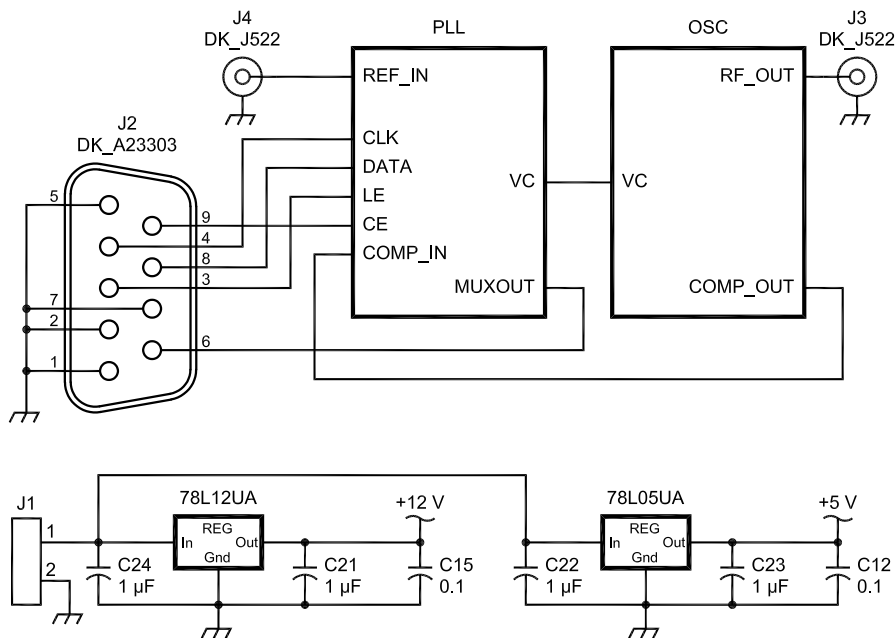 J4
DK_J522
PLL
OSC
J3
DK_J522
REF_IN
RF_OUT
J2
DK_A23303
CLK
DATA
LE
CE
COMP_IN
VC
VC
MUXOUT
COMP_OUT
5
9
4
8
3
7
2
6
1
J1
1
2
78L12UA
REG
In
Out
Gnd
+12 V
C24
1 µF
C21
1 µF
C15
0.1
78L05UA
REG
In
Out
Gnd
+5 V
C22
1 µF
C23
1 µF
C12
0.1